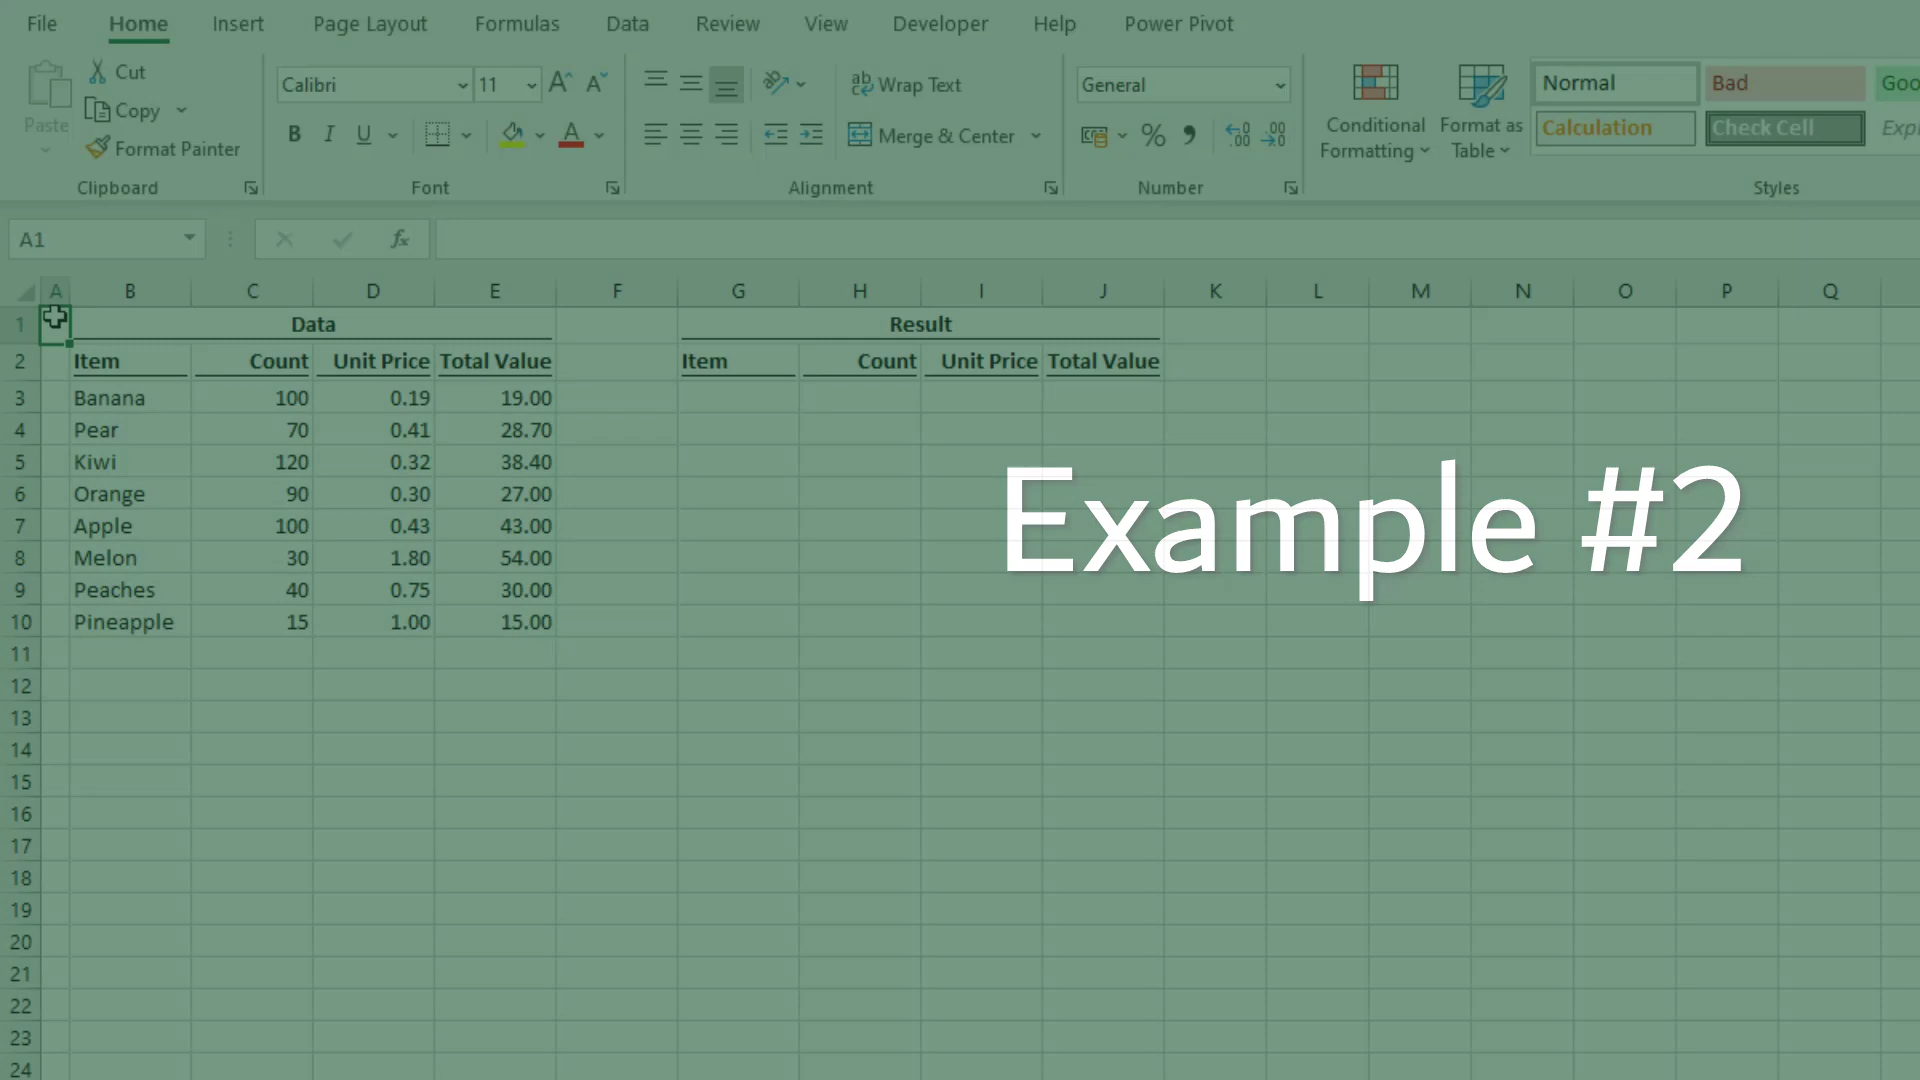 File Home Insert Page Layout Formulas Data Review View Developer Help Power Pivot
Paste
Cut
Copy
Format Painter
Clipboard
Calibri 11
B I U
Font
Wrap Text
Merge & Center
Alignment
General
Number
Conditional Formatting
Format as Table
Normal Bad
Calculation Check Cell
Styles
A1
fx
A B C D E F G H I J K L M N O P Q
1 Data Result
2 Item Count Unit Price Total Value Item Count Unit Price Total Value
3 Banana 100 0.19 19.00
4 Pear 70 0.41 28.70
5 Kiwi 120 0.32 38.40
6 Orange 90 0.30 27.00
7 Apple 100 0.43 43.00
8 Melon 30 1.80 54.00
9 Peaches 40 0.75 30.00
10 Pineapple 15 1.00 15.00
11
12
13
14
15
16
17
18
19
20
21
22
23
24
Example #2